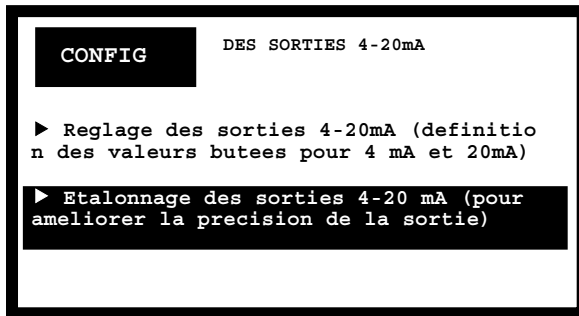 CONFIG DES SORTIES 4-20mA
▶ Reglage des sorties 4-20mA (definitio
n des valeurs butees pour 4 mA et 20mA)
▶ Etalonnage des sorties 4-20 mA (pour
ameliorer la precision de la sortie)